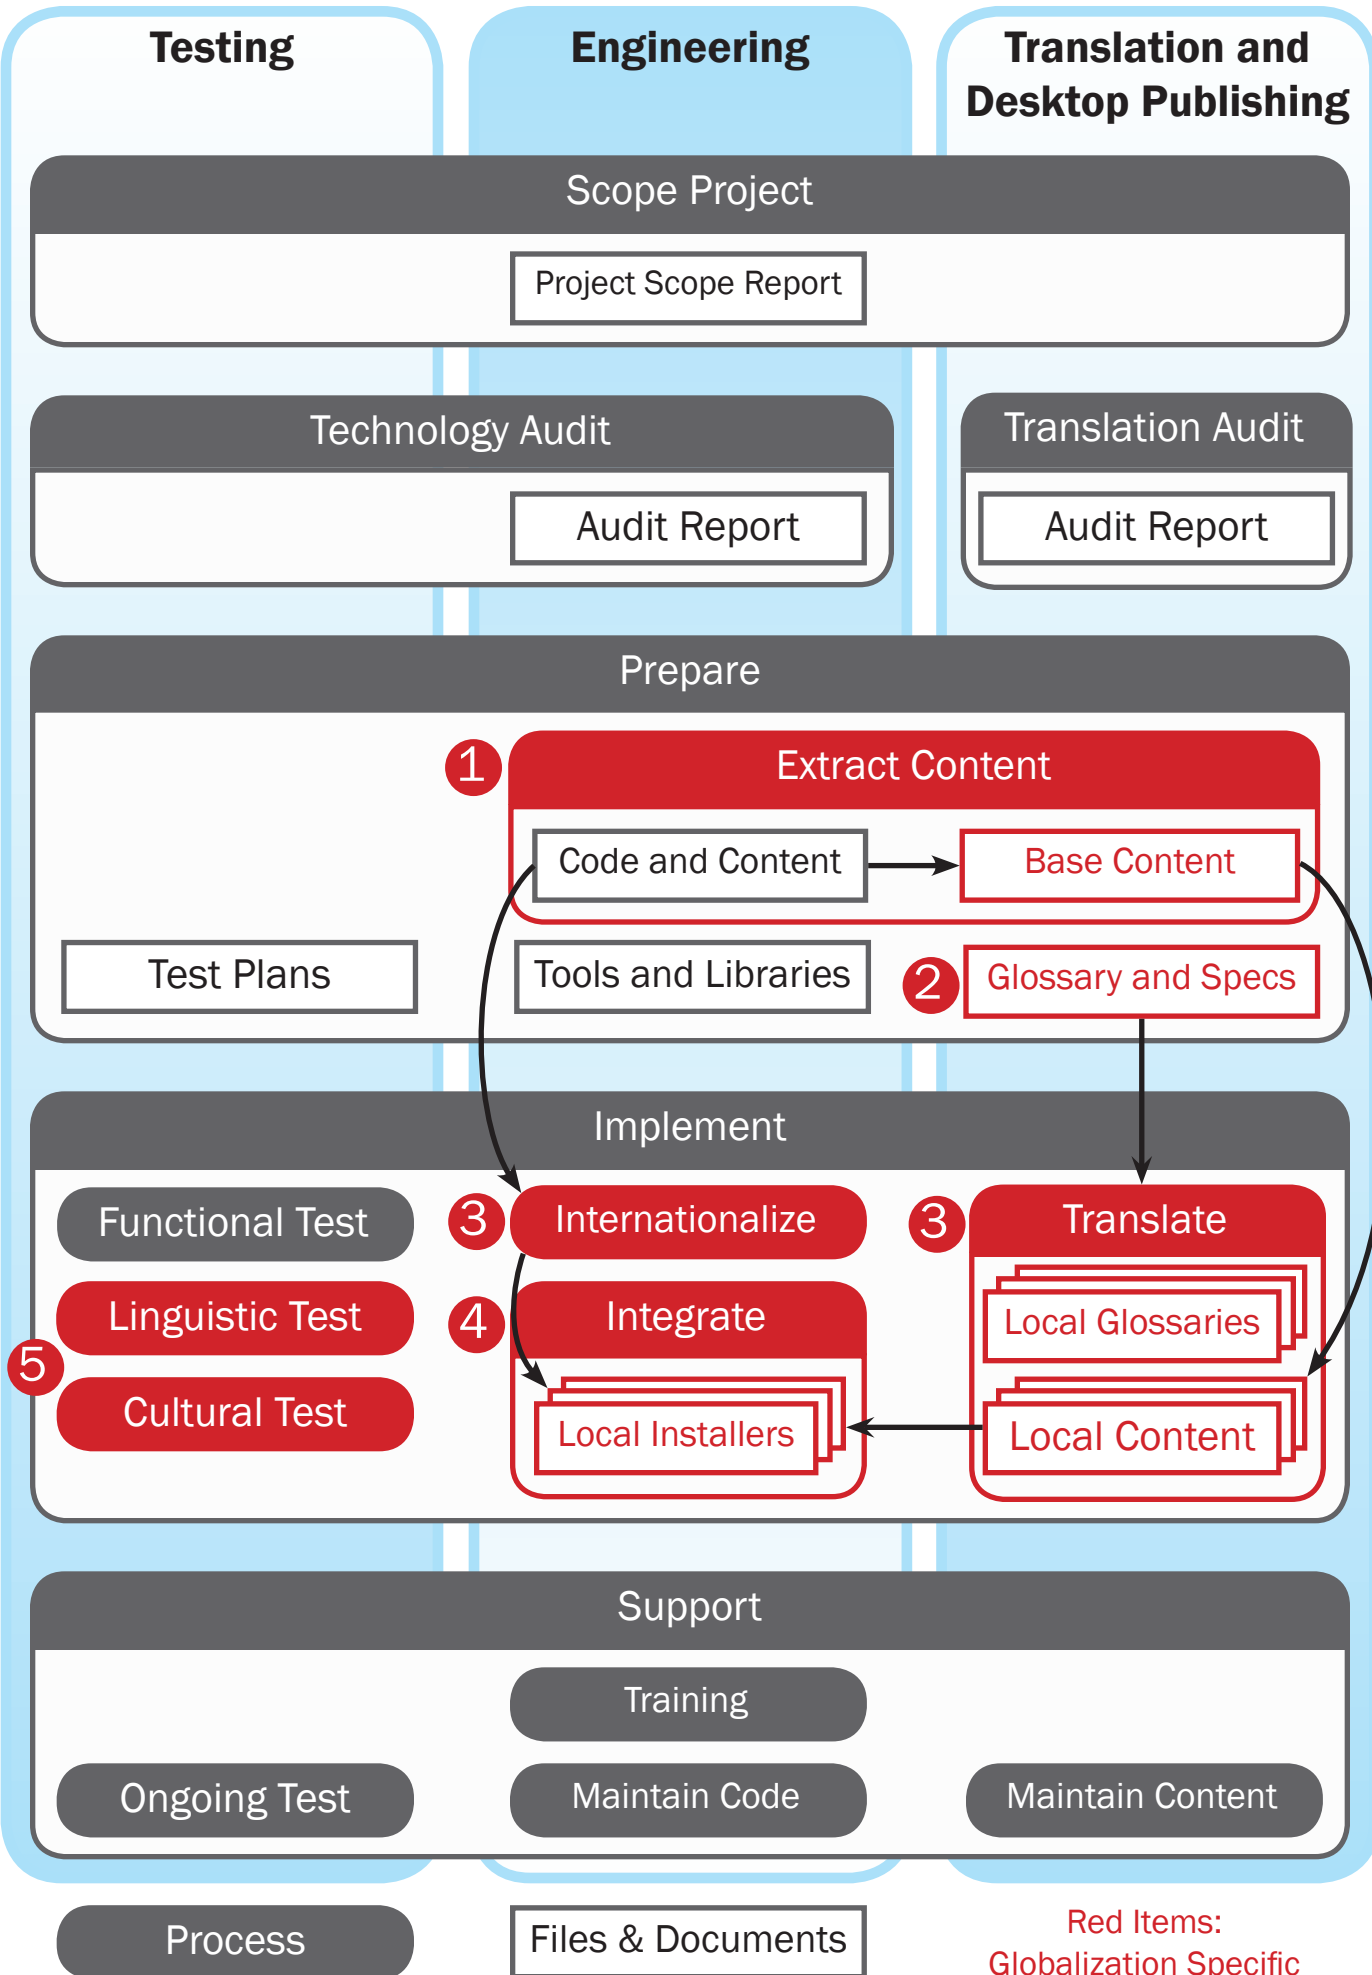 Testing
Engineering
Translation and
Desktop Publishing
Scope Project
Project Scope Report
Technology Audit
Translation Audit
Audit Report
Audit Report
Prepare
1
Extract Content
Code and Content
Base Content
Test Plans
Tools and Libraries
2
Glossary and Specs
Implement
Functional Test
3
Internationalize
3
Translate
Linguistic Test
4
Integrate
Local Glossaries
5
Cultural Test
Local Installers
Local Content
Support
Training
Ongoing Test
Maintain Code
Maintain Content
Process
Files & Documents
Red Items:
Globalization Specific